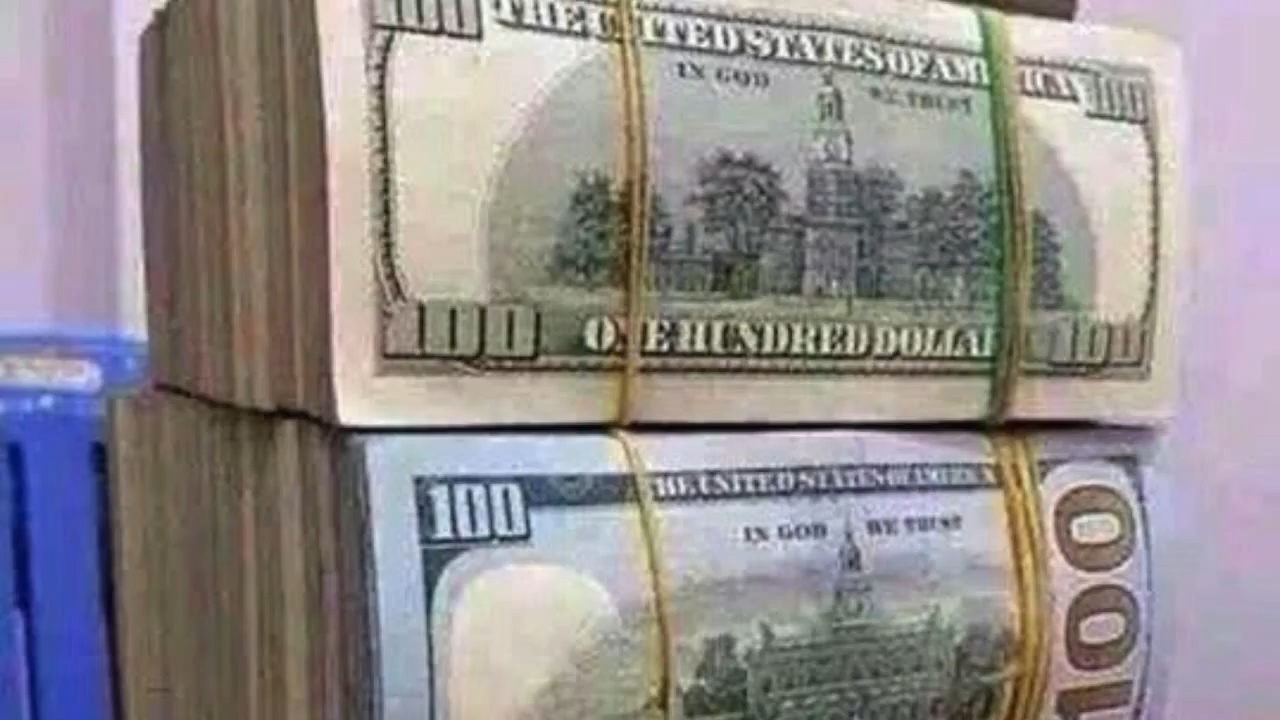 100 THE UNITED STATES OF AMERICA 100
IN GOD WE TRUST
100 ONE HUNDRED DOLLAR 100
100 THE UNITED STATES OF AMERICA
IN GOD WE TRUST
100